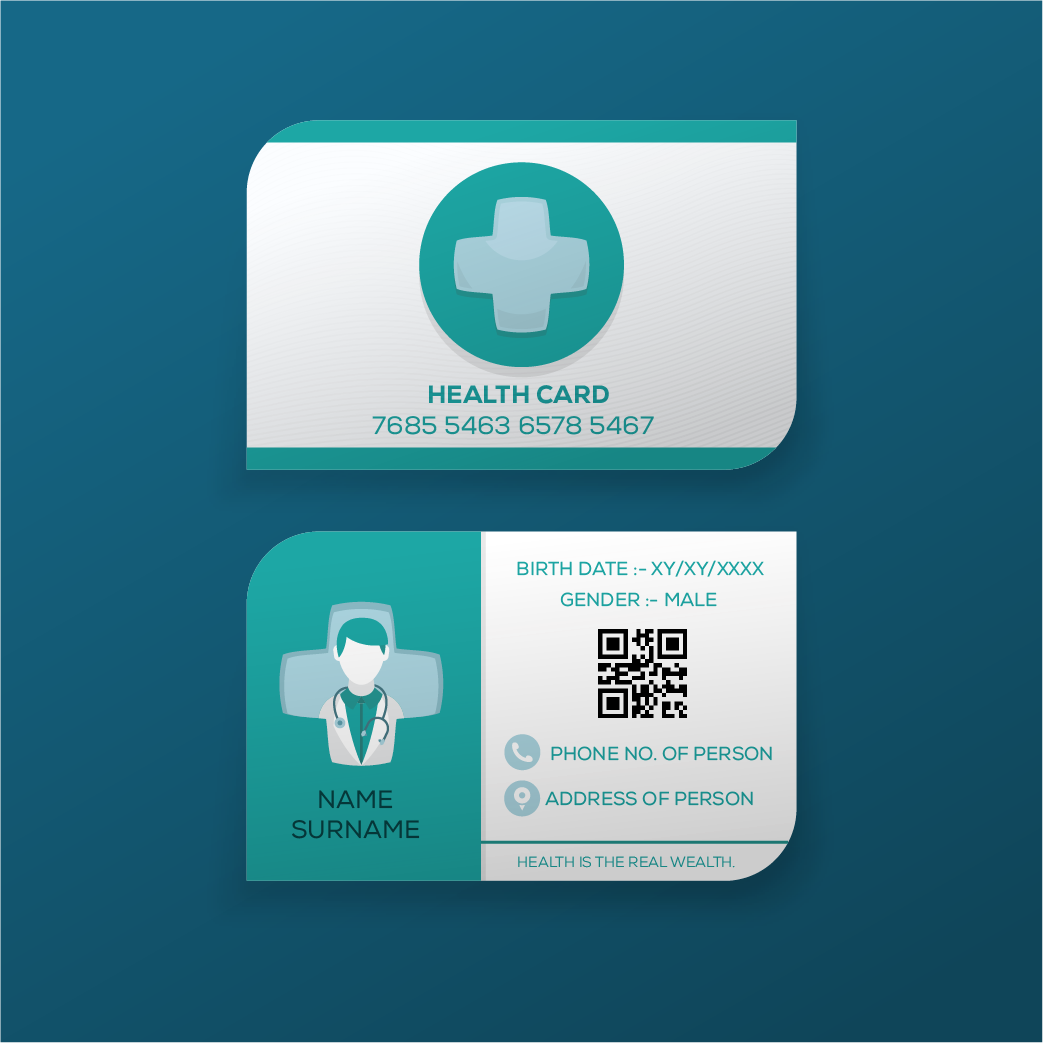 HEALTH CARD
7685 5463 6578 5467
BIRTH DATE :- XY/XY/XXXX
GENDER :- MALE
PHONE NO. OF PERSON
ADDRESS OF PERSON
NAME
SURNAME
HEALTH IS THE REAL WEALTH.